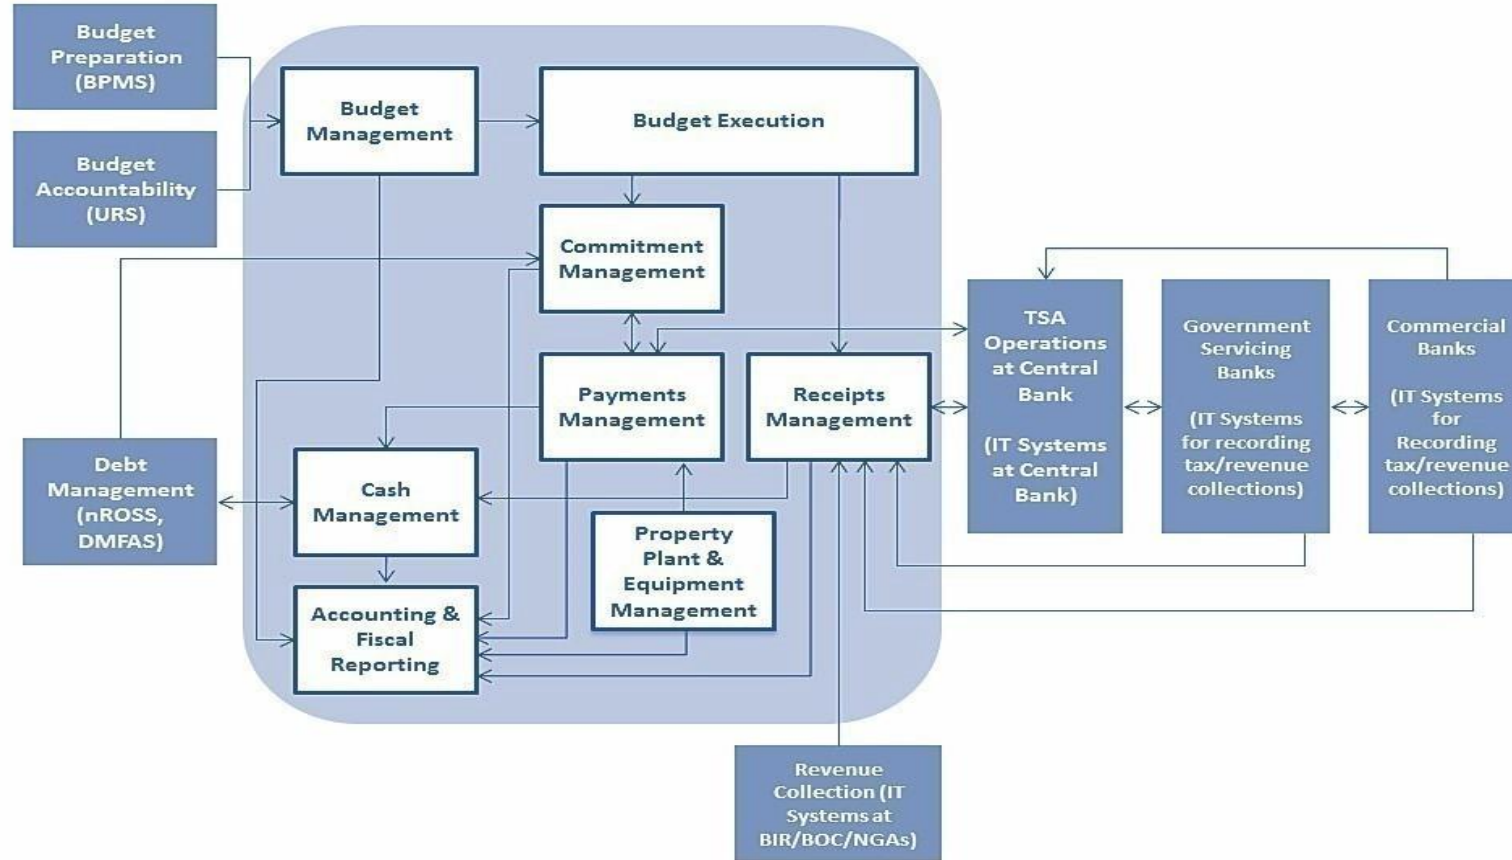 Budget
Preparation
(BPMS)
Budget
Accountability
(URS)
Budget
Management
Budget Execution
Commitment
Management
Payments
Management
Receipts
Management
TSA
Operations
at Central
Bank
(IT Systems
at Central
Bank)
Government
Servicing
Banks
(IT Systems
for recording
tax/revenue
collections)
Commercial
Banks
(IT Systems
for
Recording
tax/revenue
collections)
Debt
Management
(nROSS,
DMFAS)
Cash
Management
Property
Plant &
Equipment
Management
Accounting &
Fiscal
Reporting
Revenue
Collection (IT
Systems at
BIR/BOC/NGAs)